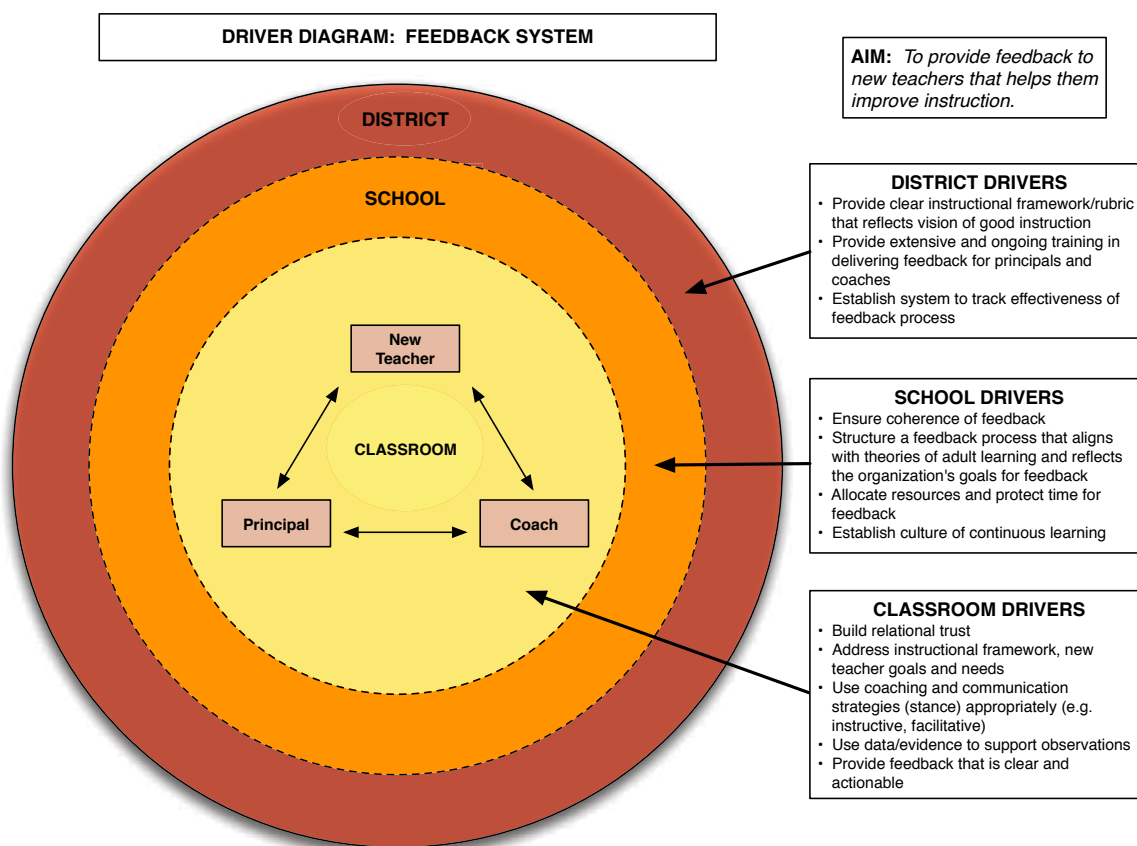 DRIVER DIAGRAM: FEEDBACK SYSTEM
AIM: To provide feedback to
new teachers that helps them
improve instruction.
DISTRICT
SCHOOL
New
Teacher
CLASSROOM
Principal
Coach
DISTRICT DRIVERS
• Provide clear instructional framework/rubric
that reflects vision of good instruction
• Provide extensive and ongoing training in
delivering feedback for principals and
coaches
• Establish system to track effectiveness of
feedback process
SCHOOL DRIVERS
• Ensure coherence of feedback
• Structure a feedback process that aligns
with theories of adult learning and reflects
the organization's goals for feedback
• Allocate resources and protect time for
feedback
• Establish culture of continuous learning
CLASSROOM DRIVERS
• Build relational trust
• Address instructional framework, new
teacher goals and needs
• Use coaching and communication
strategies (stance) appropriately (e.g.
instructive, facilitative)
• Use data/evidence to support observations
• Provide feedback that is clear and
actionable